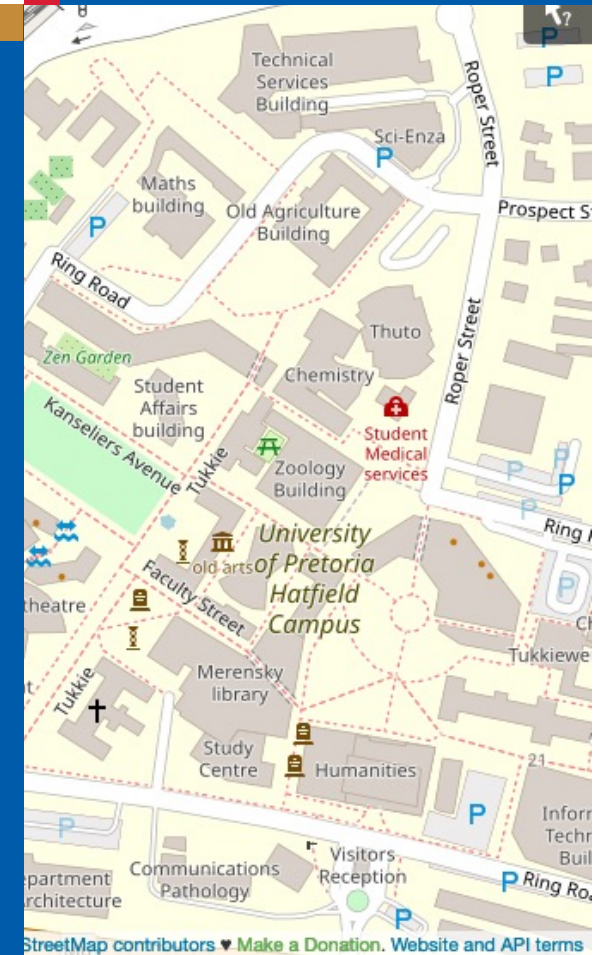 ?
P
P
Technical
Services
Building
Roper Street
Sci-Enza
P
Maths
building
Old Agriculture
Building
Prospect St
P
Ring Road
Thuto
Roper Street
Zen Garden
Chemistry
Student
Affairs
building
Student
Medical
services
Kanseliers Avenue
Tukkie
Zoology
Building
P
P
P
P
Ring R
University
of Pretoria
Hatfield
Campus
old arts
Faculty Street
P
theatre
Ch
Tukkiewe
Merensky
library
Tukkie
t
Study
Centre
Humanities
21
P
P
Inform
Techn
Buil
Visitors
Reception
Communications
Pathology
epartment
rchitecture
P Ring Roa
P
StreetMap contributors ♥ Make a Donation. Website and API terms